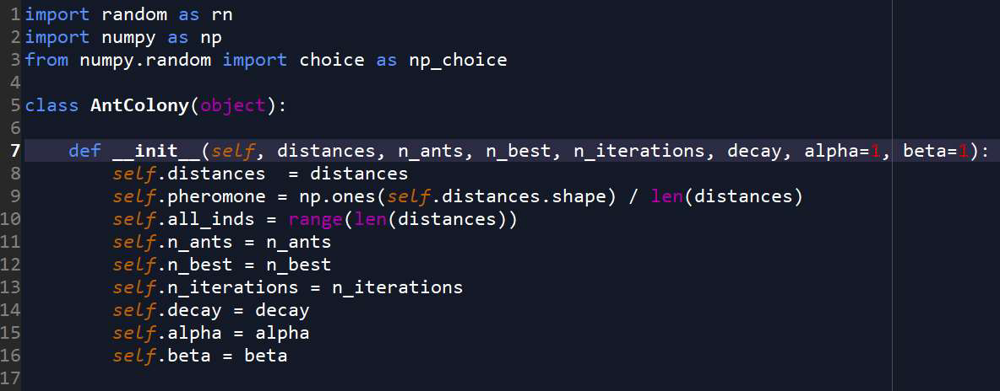 1 import random as rn
2 import numpy as np
3 from numpy.random import choice as np_choice
4
5 class AntColony(object):
6
7     def __init__(self, distances, n_ants, n_best, n_iterations, decay, alpha=1, beta=1):
8         self.distances  = distances
9         self.pheromone = np.ones(self.distances.shape) / len(distances)
10         self.all_inds = range(len(distances))
11         self.n_ants = n_ants
12         self.n_best = n_best
13         self.n_iterations = n_iterations
14         self.decay = decay
15         self.alpha = alpha
16         self.beta = beta
17